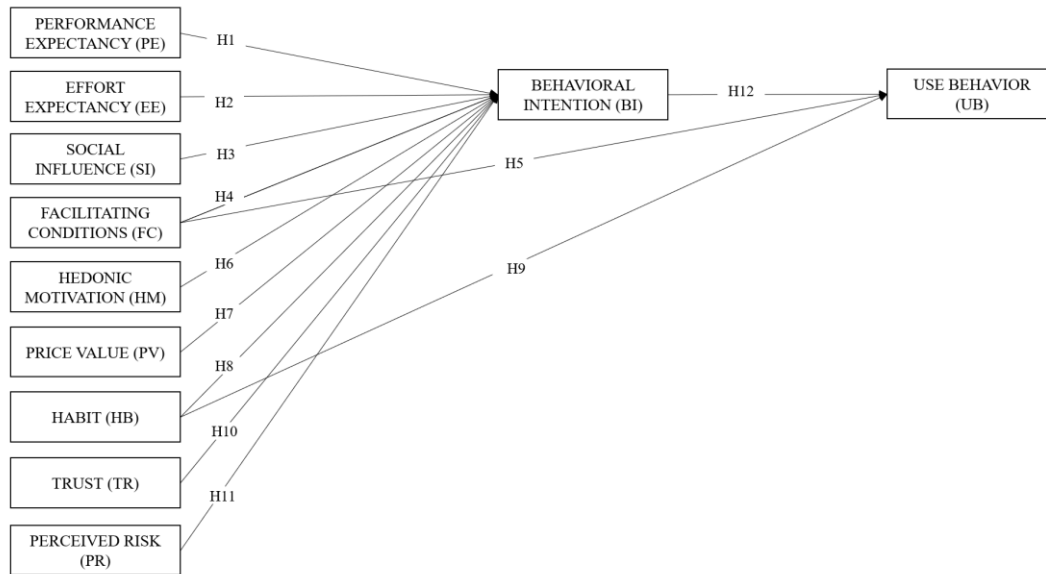 PERFORMANCE
EXPECTANCY (PE)
H1
EFFORT
EXPECTANCY (EE)
H2
BEHAVIORAL
INTENTION (BI)
H12
USE BEHAVIOR
(UB)
SOCIAL
INFLUENCE (SI)
H3
H5
FACILITATING
CONDITIONS (FC)
H4
HEDONIC
MOTIVATION (HM)
H6
H9
PRICE VALUE (PV)
H7
HABIT (HB)
H8
TRUST (TR)
H10
PERCEIVED RISK
(PR)
H11